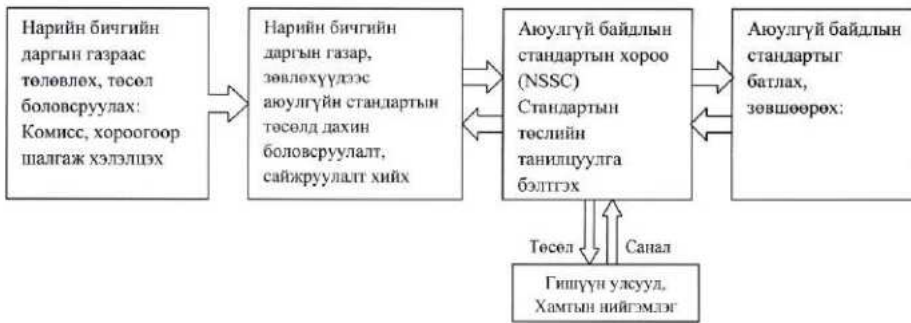 Нарийн бичгийн
даргын газраас
төлөвлөх, төсөл
боловсруулах:
Комисс, хороогоор
шалгаж хэлэлцэх
Нарийн бичгийн
даргын газар,
зөвлөхүүдээс
аюулгүйн стандартын
төсөлд дахин
боловсруулалт,
сайжруулалт хийх
Аюулгүй байдлын
стандартын хороо
(NSSC)
Стандартын
төслийн
танилцуулга
бэлтгэх
Аюулгүй байдлын
стандартыг
батлах,
зөвшөөрөх:
Төсөл
Санал
Гишүүн улсууд,
Хамтын нийгэмлэг